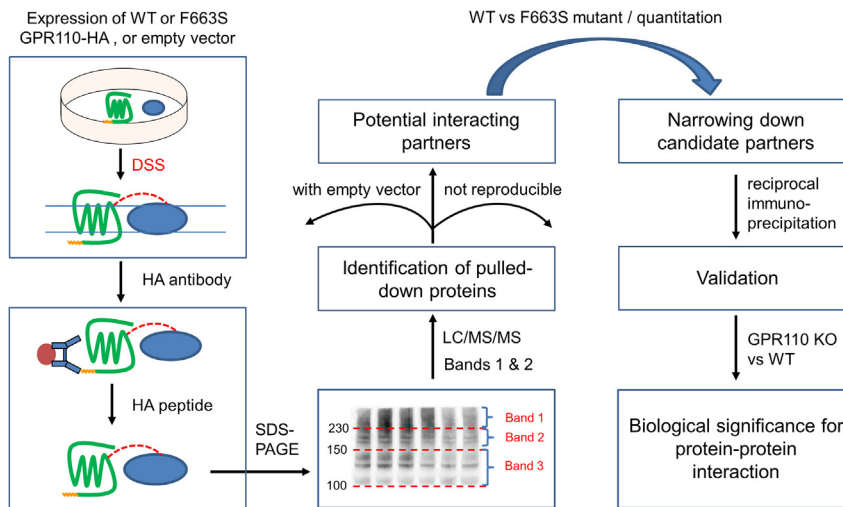 Expression of WT or F663S
GPR110-HA , or empty vector
DSS
HA antibody
HA peptide
SDS-
PAGE
230
150
100
Band 1
Band 2
Band 3
LC/MS/MS
Bands 1 & 2
Identification of pulled-
down proteins
with empty vector
not reproducible
Potential interacting
partners
WT vs F663S mutant / quantitation
Narrowing down
candidate partners
reciprocal
immuno-
precipitation
Validation
GPR110 KO
vs WT
Biological significance for
protein-protein
interaction